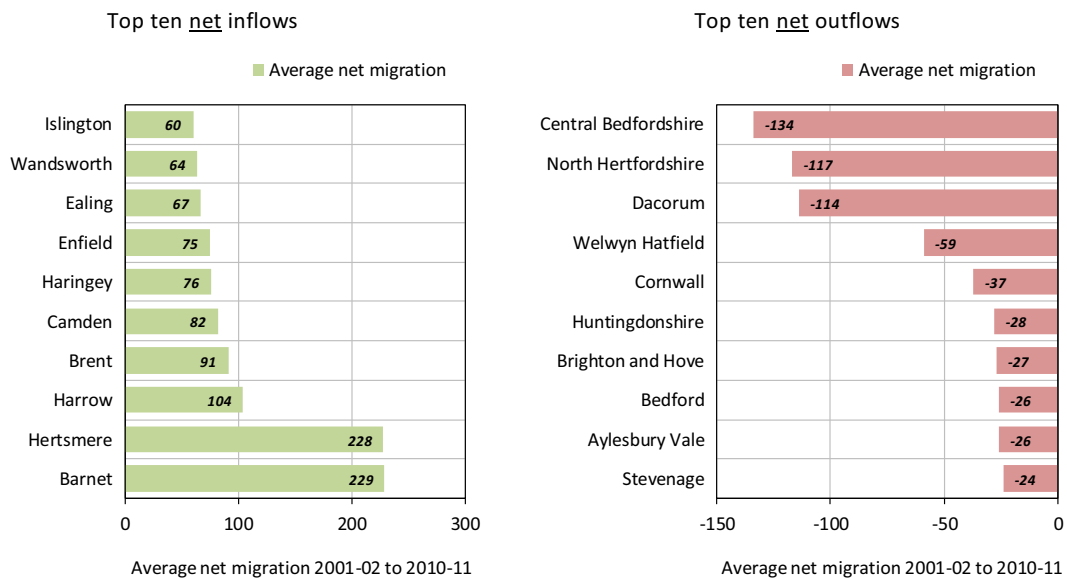 Top ten net inflows
Average net migration
Islington 60
Wandsworth 64
Ealing 67
Enfield 75
Haringey 76
Camden 82
Brent 91
Harrow 104
Hertsmere 228
Barnet 229
0 100 200 300
Average net migration 2001-02 to 2010-11
Top ten net outflows
Average net migration
Central Bedfordshire -134
North Hertfordshire -117
Dacorum -114
Welwyn Hatfield -59
Cornwall -37
Huntingdonshire -28
Brighton and Hove -27
Bedford -26
Aylesbury Vale -26
Stevenage -24
-150 -100 -50 0
Average net migration 2001-02 to 2010-11